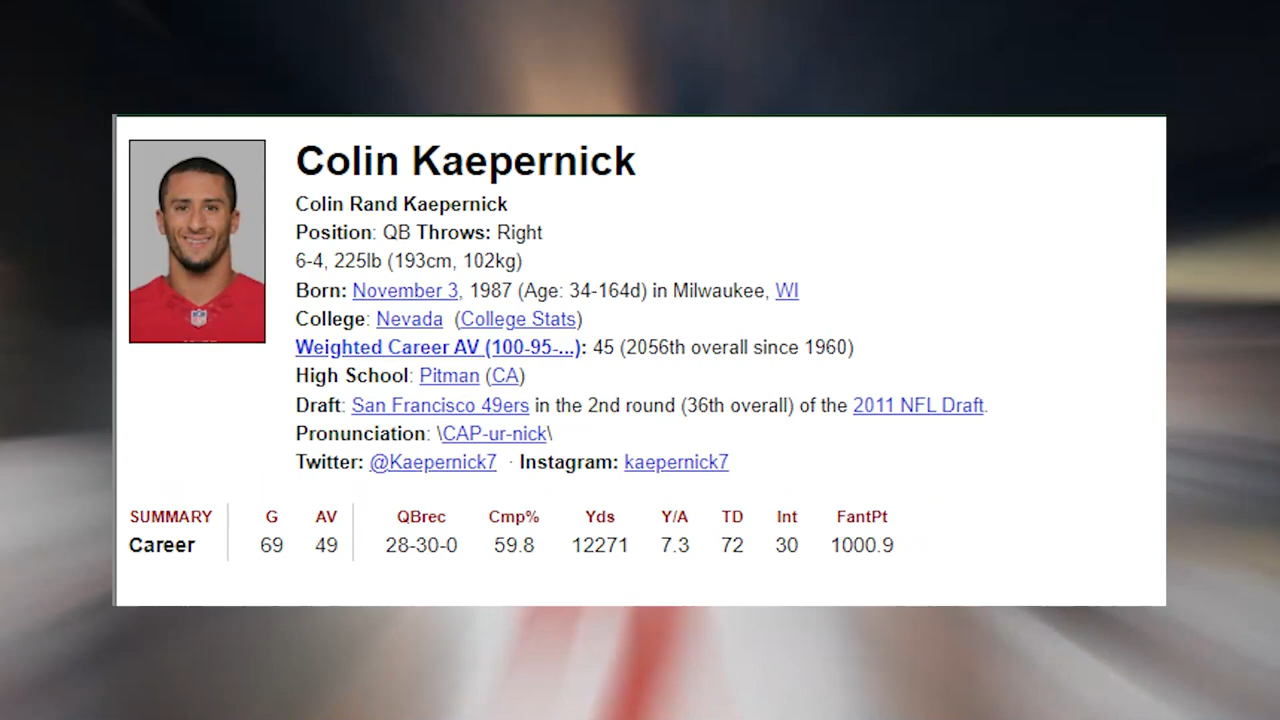 Colin Kaepernick
Colin Rand Kaepernick
Position: QB Throws: Right
6-4, 225lb (193cm, 102kg)
Born: November 3, 1987 (Age: 34-164d) in Milwaukee, WI
College: Nevada (College Stats)
Weighted Career AV (100-95-...): 45 (2056th overall since 1960)
High School: Pitman (CA)
Draft: San Francisco 49ers in the 2nd round (36th overall) of the 2011 NFL Draft.
Pronunciation: \CAP-ur-nick\
Twitter: @Kaepernick7 · Instagram: kaepernick7
SUMMARY G AV QBrec Cmp% Yds Y/A TD Int FantPt
Career 69 49 28-30-0 59.8 12271 7.3 72 30 1000.9